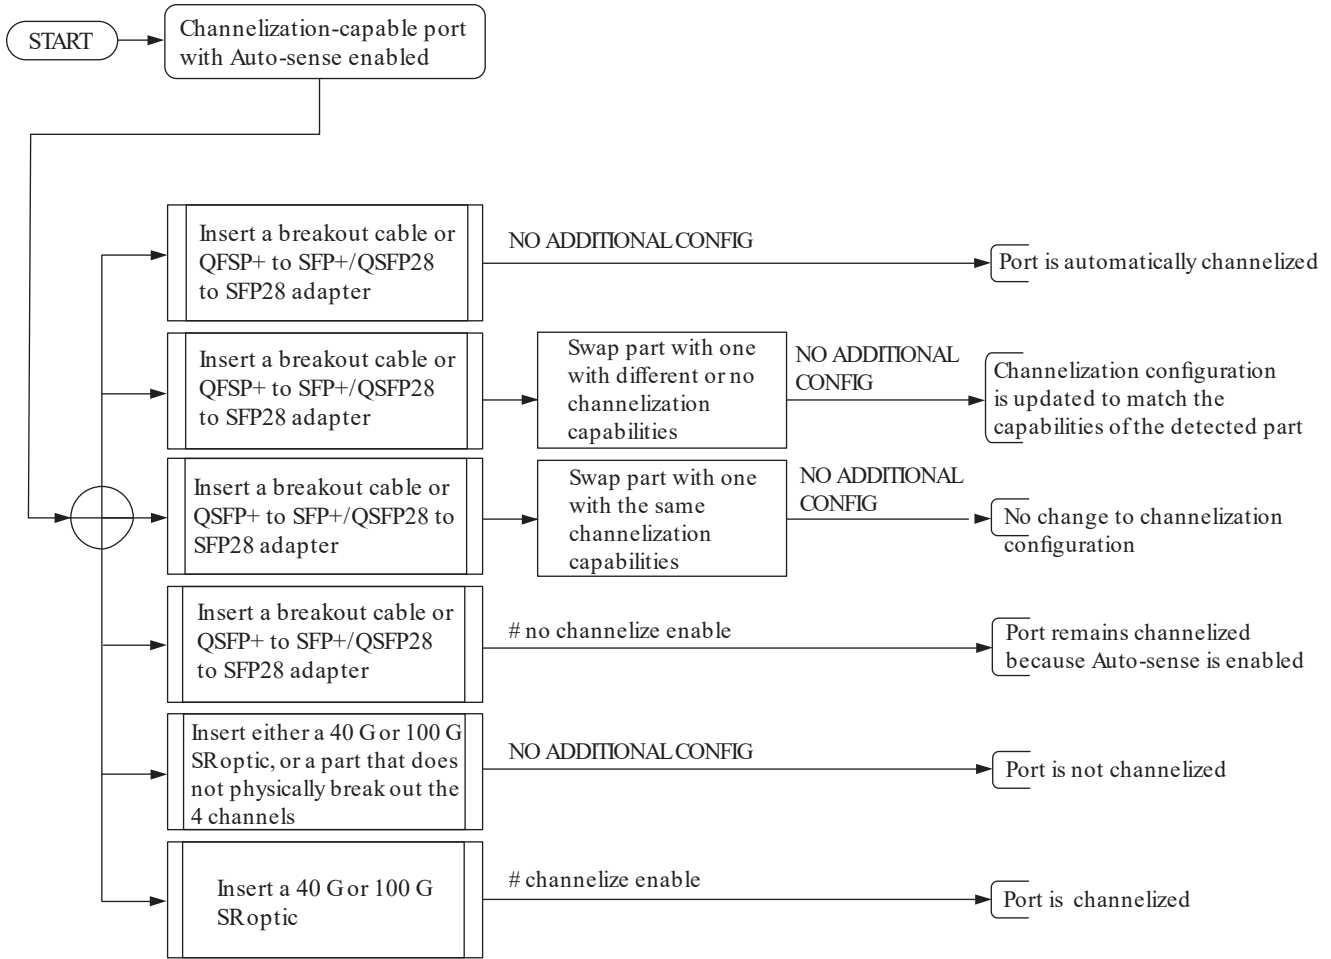 START
Channelization-capable port
with Auto-sense enabled
Insert a breakout cable or
QFSP+ to SFP+/QSFP28
to SFP28 adapter
NO ADDITIONAL CONFIG
Port is automatically channelized
Insert a breakout cable or
QFSP+ to SFP+/QSFP28
to SFP28 adapter
Swap part with one
with different or no
channelization
capabilities
NO ADDITIONAL
CONFIG
Channelization configuration
is updated to match the
capabilities of the detected part
Insert a breakout cable or
QSFP+ to SFP+/QSFP28 to
SFP28 adapter
Swap part with one
with the same
channelization
capabilities
NO ADDITIONAL
CONFIG
No change to channelization
configuration
Insert a breakout cable or
QSFP+ to SFP+/QSFP28
to SFP28 adapter
# no channelize enable
Port remains channelized
because Auto-sense is enabled
Insert either a 40 G or 100 G
SR optic, or a part that does
not physically break out the
4 channels
NO ADDITIONAL CONFIG
Port is not channelized
Insert a 40 G or 100 G
SR optic
# channelize enable
Port is channelized